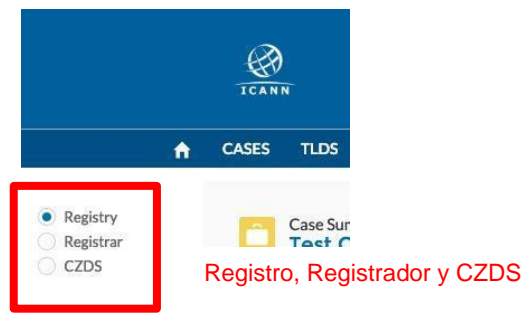 ICANN
CASES TLDS
Registry
Registrar
CZDS
Case Sur
Test C
Registro, Registrador y CZDS